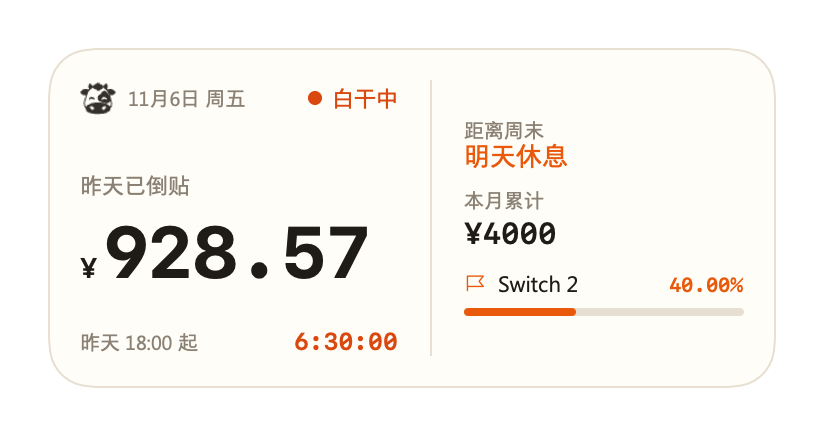 11月6日 周五
白干中
昨天已倒贴
¥928.57
昨天 18:00 起
6:30:00
距离周末
明天休息
本月累计
¥4000
Switch 2
40.00%